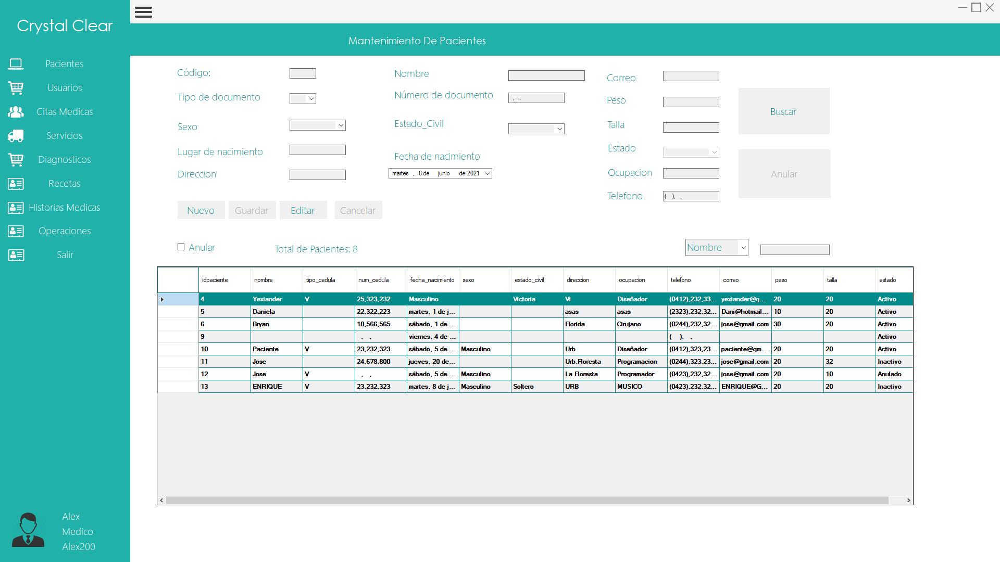 Crystal Clear
Mantenimiento De Pacientes
Pacientes
Usuarios
Citas Medicas
Servicios
Diagnosticos
Recetas
Historias Medicas
Operaciones
Salir
Alex
Medico
Alex200
Código:
Tipo de documento
Sexo
Lugar de nacimiento
Direccion
Nombre
Número de documento
. .
Estado_Civil
Fecha de nacimiento
martes , 8 de junio de 2021
Correo
Peso
Talla
Estado
Ocupacion
Telefono
( ). .
Buscar
Anular
Nuevo Guardar Editar Cancelar
Anular
Total de Pacientes: 8
Nombre
idpaciente nombre tipo_cedula num_cedula fecha_nacimiento sexo estado_civil direccion ocupacion telefono correo peso talla estado
4 Yexiander V 25,323,232 Masculino Victoria Vi Diseñador (0412),232,33... yexiander@g... 20 20 Activo
5 Daniela 22,322,223 martes, 1 de j... asas asas (2323),232,32... Dani@hotmail... 10 20 Activo
6 Bryan 10,566,565 sábado, 1 de ... Florida Cirujano (0244),232,32... jose@gmail.com 30 20 Activo
9 . . viernes, 4 de ... ( ). . Activo
10 Paciente V 23,232,323 sábado, 5 de ... Masculino Urb Diseñador (0412),323,23... paciente@gm... 20 20 Activo
11 Jose 24,678,800 jueves, 20 de... Urb.Floresta Programacion (0244),323,23... jose@gmail.com 20 32 Inactivo
12 Jose V . . sábado, 5 de ... Masculino La Floresta Programador (0423),232,32... jose@gmail.com 20 10 Anulado
13 ENRIQUE V 23,232,323 martes, 8 de j... Masculino Soltero URB MUSICO (0423),232,32... ENRIQUE@G... 20 20 Inactivo